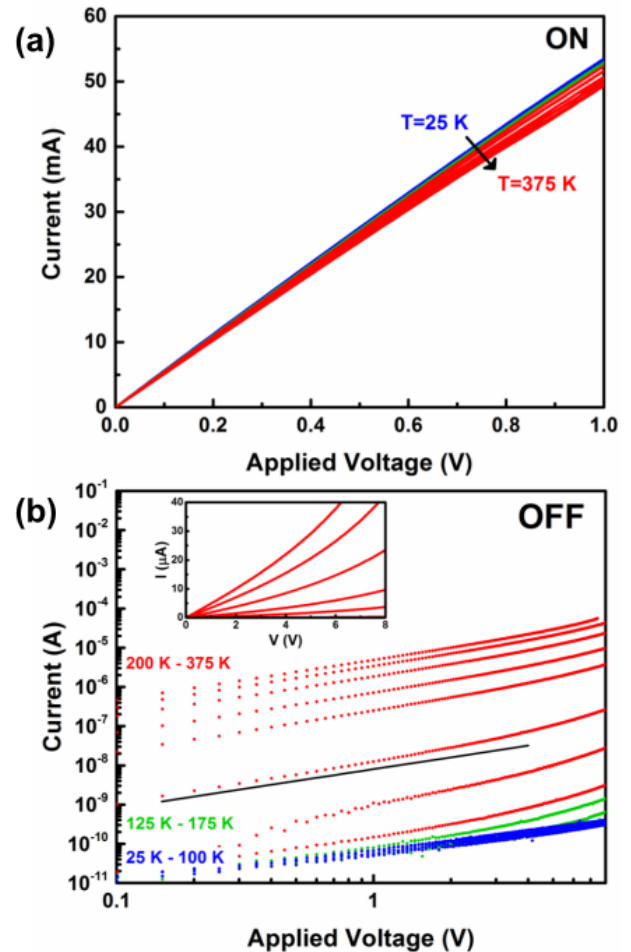 (a)
ON
60
50
40
30
20
10
0
Current (mA)
T=25 K
T=375 K
0.0 0.2 0.4 0.6 0.8 1.0
Applied Voltage (V)
(b)
OFF
10⁻¹
10⁻²
10⁻³
10⁻⁴
10⁻⁵
10⁻⁶
10⁻⁷
10⁻⁸
10⁻⁹
10⁻¹⁰
10⁻¹¹
Current (A)
40
30
20
10
0
I (μA)
0 2 4 6 8
V (V)
200 K - 375 K
125 K - 175 K
25 K - 100 K
0.1 1
Applied Voltage (V)